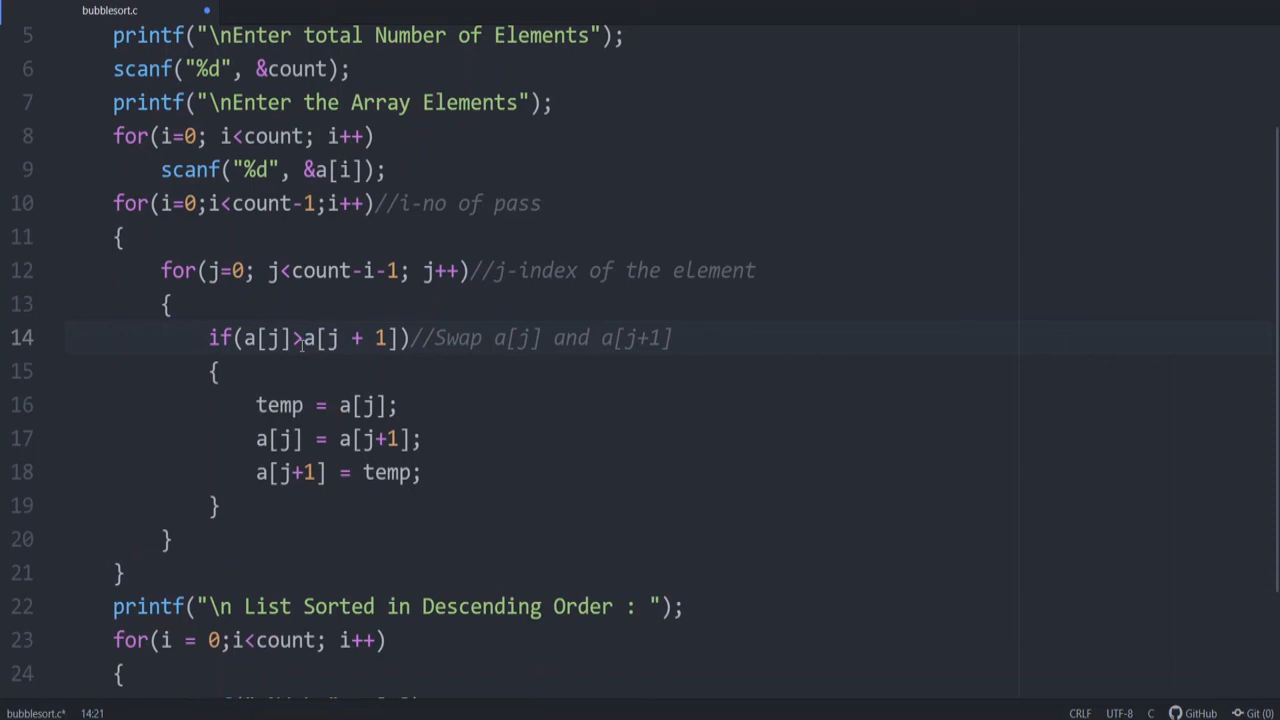 bubblesort.c
5 printf("\nEnter total Number of Elements");
6 scanf("%d", &count);
7 printf("\nEnter the Array Elements");
8 for(i=0; i<count; i++)
9 scanf("%d", &a[i]);
10 for(i=0;i<count-1;i++)//i-no of pass
11 {
12 for(j=0; j<count-i-1; j++)//j-index of the element
13 {
14 if(a[j]>a[j + 1])//Swap a[j] and a[j+1]
15 {
16 temp = a[j];
17 a[j] = a[j+1];
18 a[j+1] = temp;
19 }
20 }
21 }
22 printf("\n List Sorted in Descending Order : ");
23 for(i = 0;i<count; i++)
24 {
bubblesort.c* 14:21 CRLF UTF-8 C GitHub Git (0)